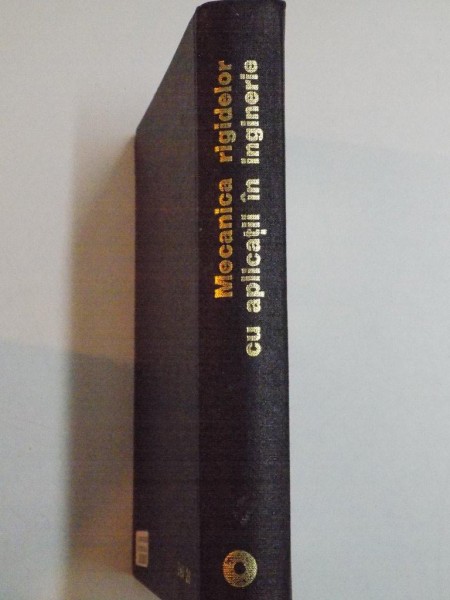 Mecanica rigidelor
cu aplicații în inginerie